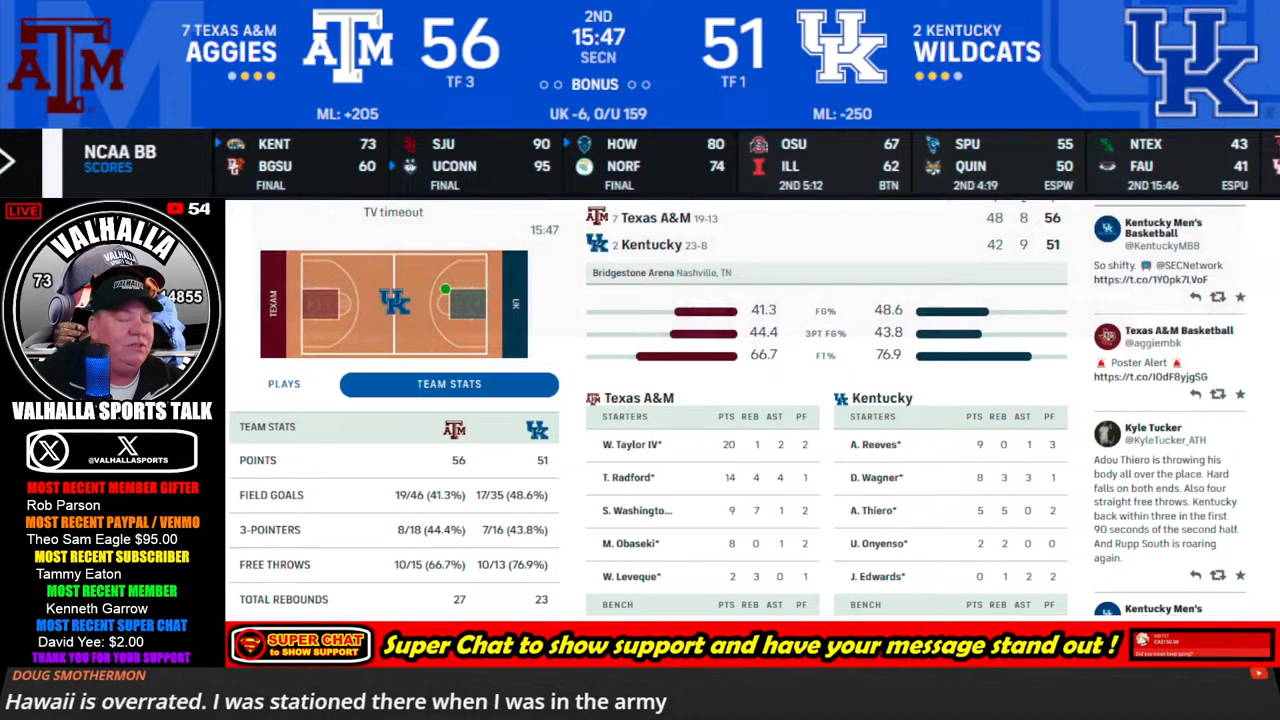 7 TEXAS A&M
AGGIES
ATM
56
TF 3
ML: +205
2ND
15:47
SECN
BONUS
UK -6, O/U 159
51
TF 1
ML: -250
UK
2 KENTUCKY
WILDCATS
NCAA BB
SCORES
KENT 73
BGSU 60
FINAL
SJU 90
UCONN 95
FINAL
HOW 80
NORF 74
FINAL
OSU 67
ILL 62
2ND 5:12 BTN
SPU 55
QUIN 50
2ND 4:19 ESPW
NTEX 43
FAU 41
2ND 15:46 ESPU
LIVE
54
VALHALLA
VALHALLA SPORTS TALK
@VALHALLASPORTS
MOST RECENT MEMBER GIFTER
Rob Parson
MOST RECENT PAYPAL / VENMO
Theo Sam Eagle $95.00
MOST RECENT SUBSCRIBER
Tammy Eaton
MOST RECENT MEMBER
Kenneth Garrow
MOST RECENT SUPER CHAT
David Yee: $2.00
THANK YOU FOR YOUR SUPPORT
TV timeout
15:47
TEXAM
UK
PLAYS
TEAM STATS
TEAM STATS
POINTS 56 51
FIELD GOALS 19/46 (41.3%) 17/35 (48.6%)
3-POINTERS 8/18 (44.4%) 7/16 (43.8%)
FREE THROWS 10/15 (66.7%) 10/13 (76.9%)
TOTAL REBOUNDS 27 23
7 Texas A&M 19-13 48 8 56
2 Kentucky 23-8 42 9 51
Bridgestone Arena Nashville, TN
41.3 FG% 48.6
44.4 3PT FG% 43.8
66.7 FT% 76.9
Texas A&M
STARTERS PTS REB AST PF
W. Taylor IV* 20 1 2 2
T. Radford* 14 4 4 1
S. Washingto... 9 7 1 2
M. Obaseki* 8 0 1 2
W. Leveque* 2 3 0 1
BENCH PTS REB AST PF
Kentucky
STARTERS PTS REB AST PF
A. Reeves* 9 0 1 3
D. Wagner* 8 3 3 1
A. Thiero* 5 5 0 2
U. Onyenso* 2 2 0 0
J. Edwards* 0 1 2 2
BENCH PTS REB AST PF
Kentucky Men's
Basketball
@KentuckyMBB
So shifty. @SECNetwork
https://t.co/1Y0pk7LVoF
Texas A&M Basketball
@aggiembk
Poster Alert
https://t.co/IOdF8yjgSG
Kyle Tucker
@KyleTucker_ATH
Adou Thiero is throwing his
body all over the place. Hard
falls on both ends. Also four
straight free throws. Kentucky
back within three in the first
90 seconds of the second half.
And Rupp South is roaring
again.
Kentucky Men's
SUPER CHAT
to SHOW SUPPORT
Super Chat to show support and have your message stand out !
DOUG SMOTHERMON
Hawaii is overrated. I was stationed there when I was in the army